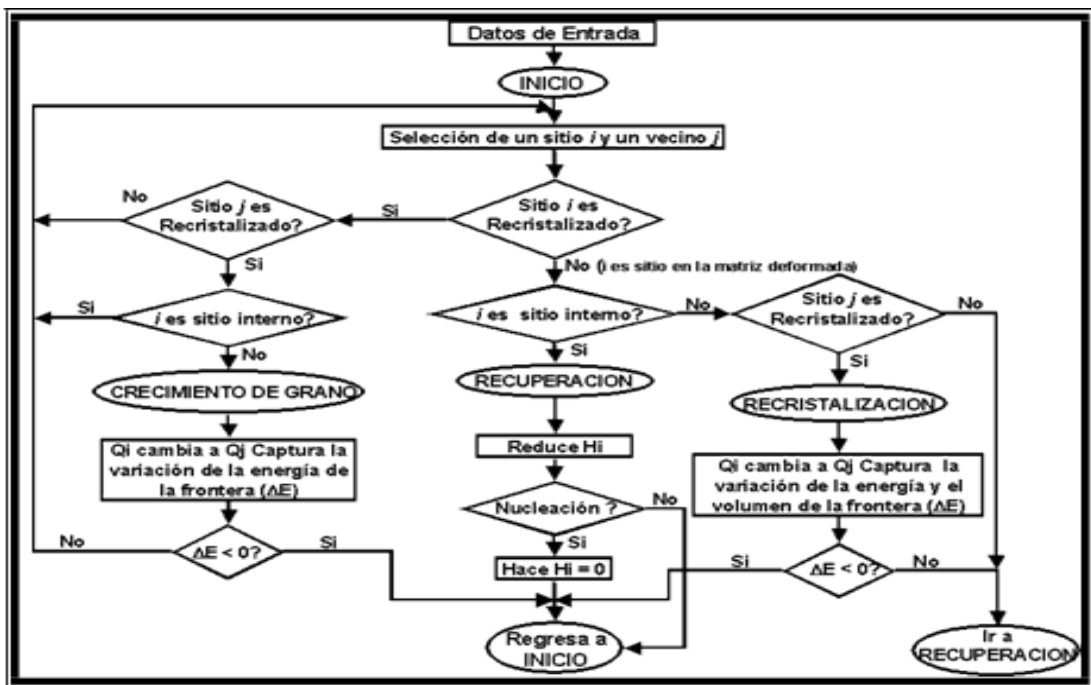 Datos de Entrada
INICIO
Selección de un sitio i y un vecino j
Sitio i es
Recristalizado?
Si
Sitio j es
Recristalizado?
No
Si
i es sitio interno?
Si
No
CRECIMIENTO DE GRANO
Qi cambia a Qj Captura la
variación de la energía de
la frontera (ΔE)
ΔE < 0?
No
Si
No (i es sitio en la matriz deformada)
i es sitio interno?
No
Si
RECUPERACION
Reduce Hi
Nucleación ?
No
Si
Hace Hi = 0
Regresa a
INICIO
Sitio j es
Recristalizado?
No
Si
RECRISTALIZACION
Qi cambia a Qj Captura la
variación de la energía y el
volumen de la frontera (ΔE)
ΔE < 0?
Si
No
Ir a
RECUPERACION